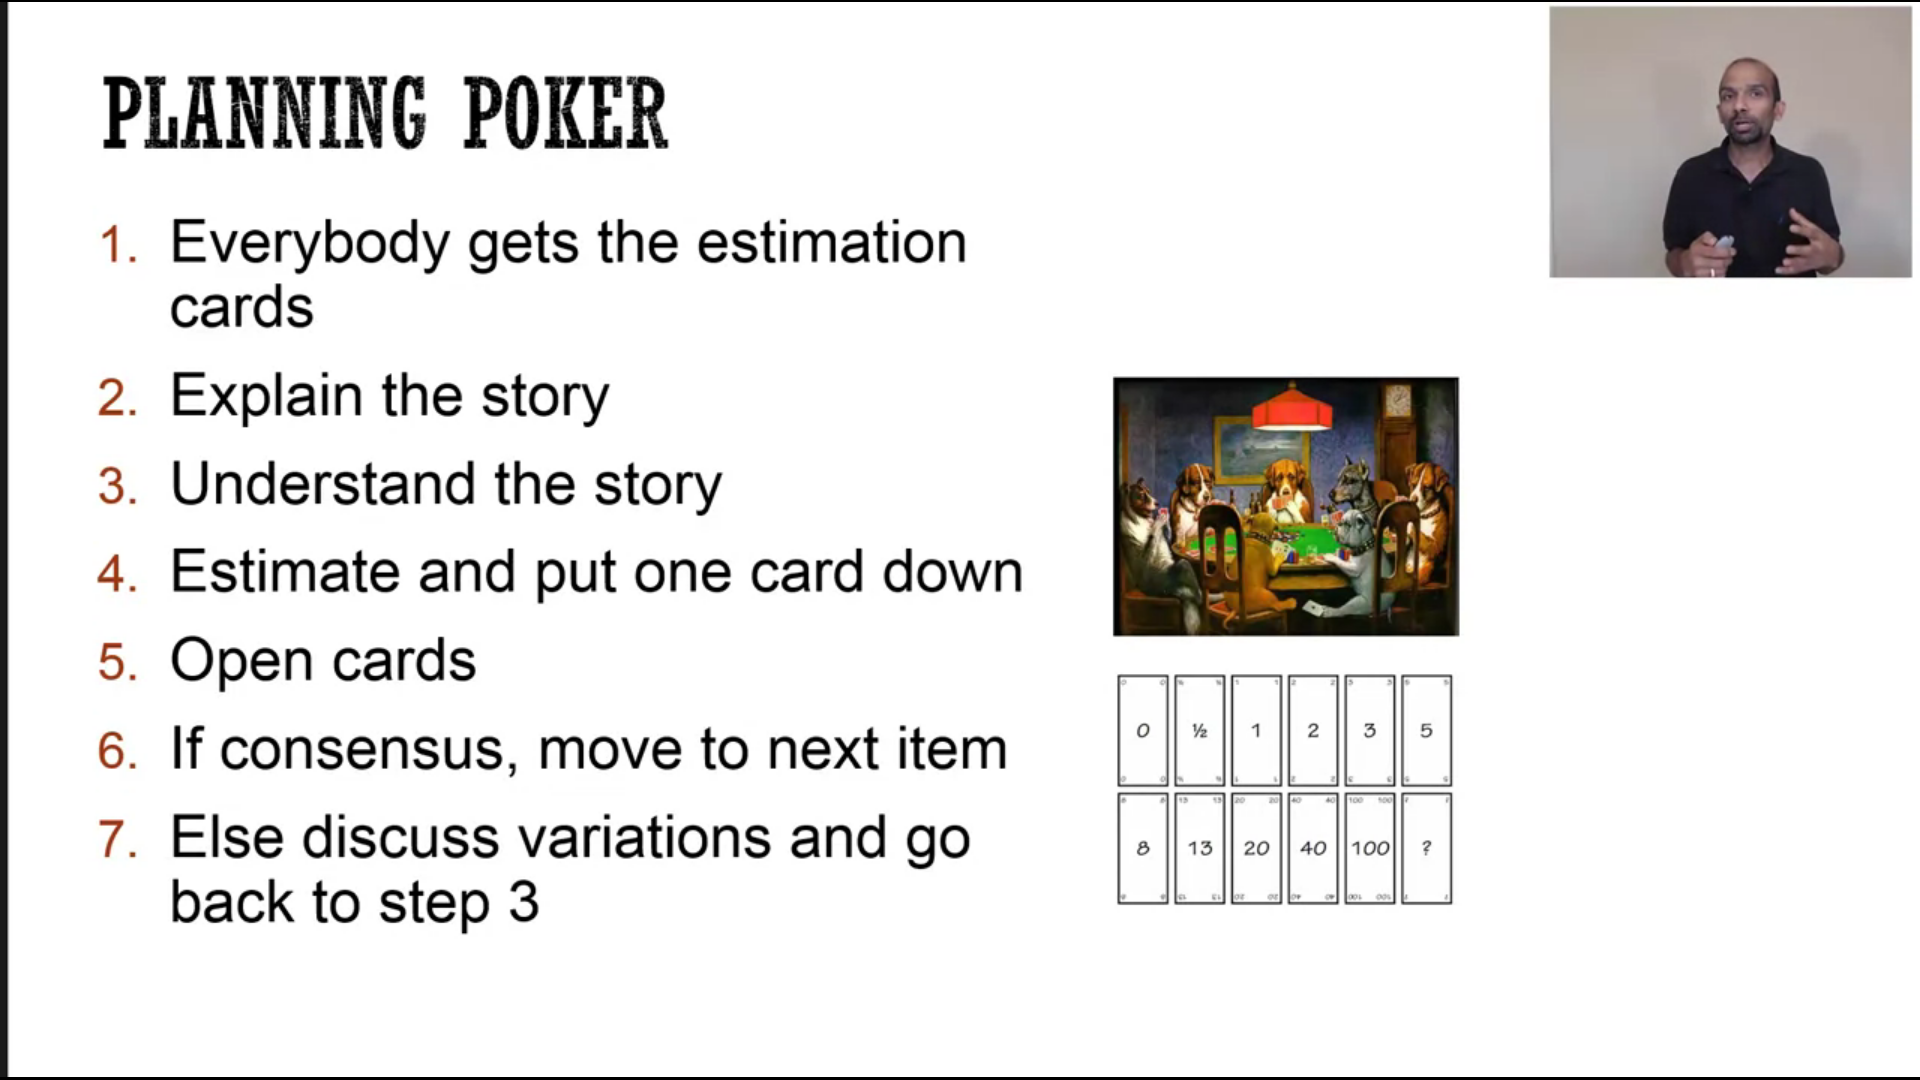 PLANNING POKER
1. Everybody gets the estimation
cards
2. Explain the story
3. Understand the story
4. Estimate and put one card down
5. Open cards
6. If consensus, move to next item
7. Else discuss variations and go
back to step 3
0 ½ 1 2 3 5
8 13 20 40 100 ?